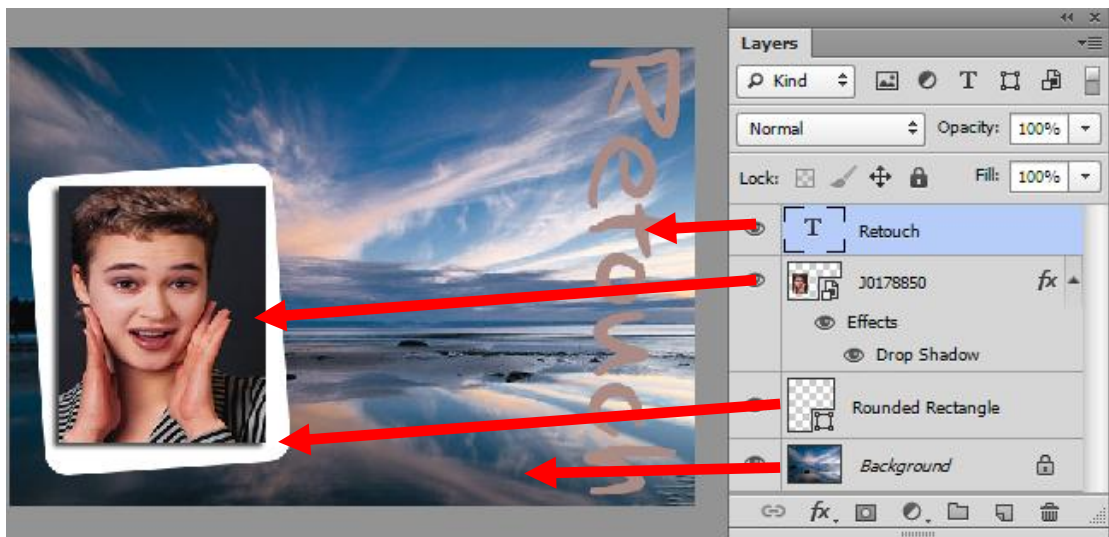 Retouch
Layers
Kind
Normal Opacity: 100%
Lock: Fill: 100%
T Retouch
J0178850 fx
Effects
Drop Shadow
Rounded Rectangle
Background
fx